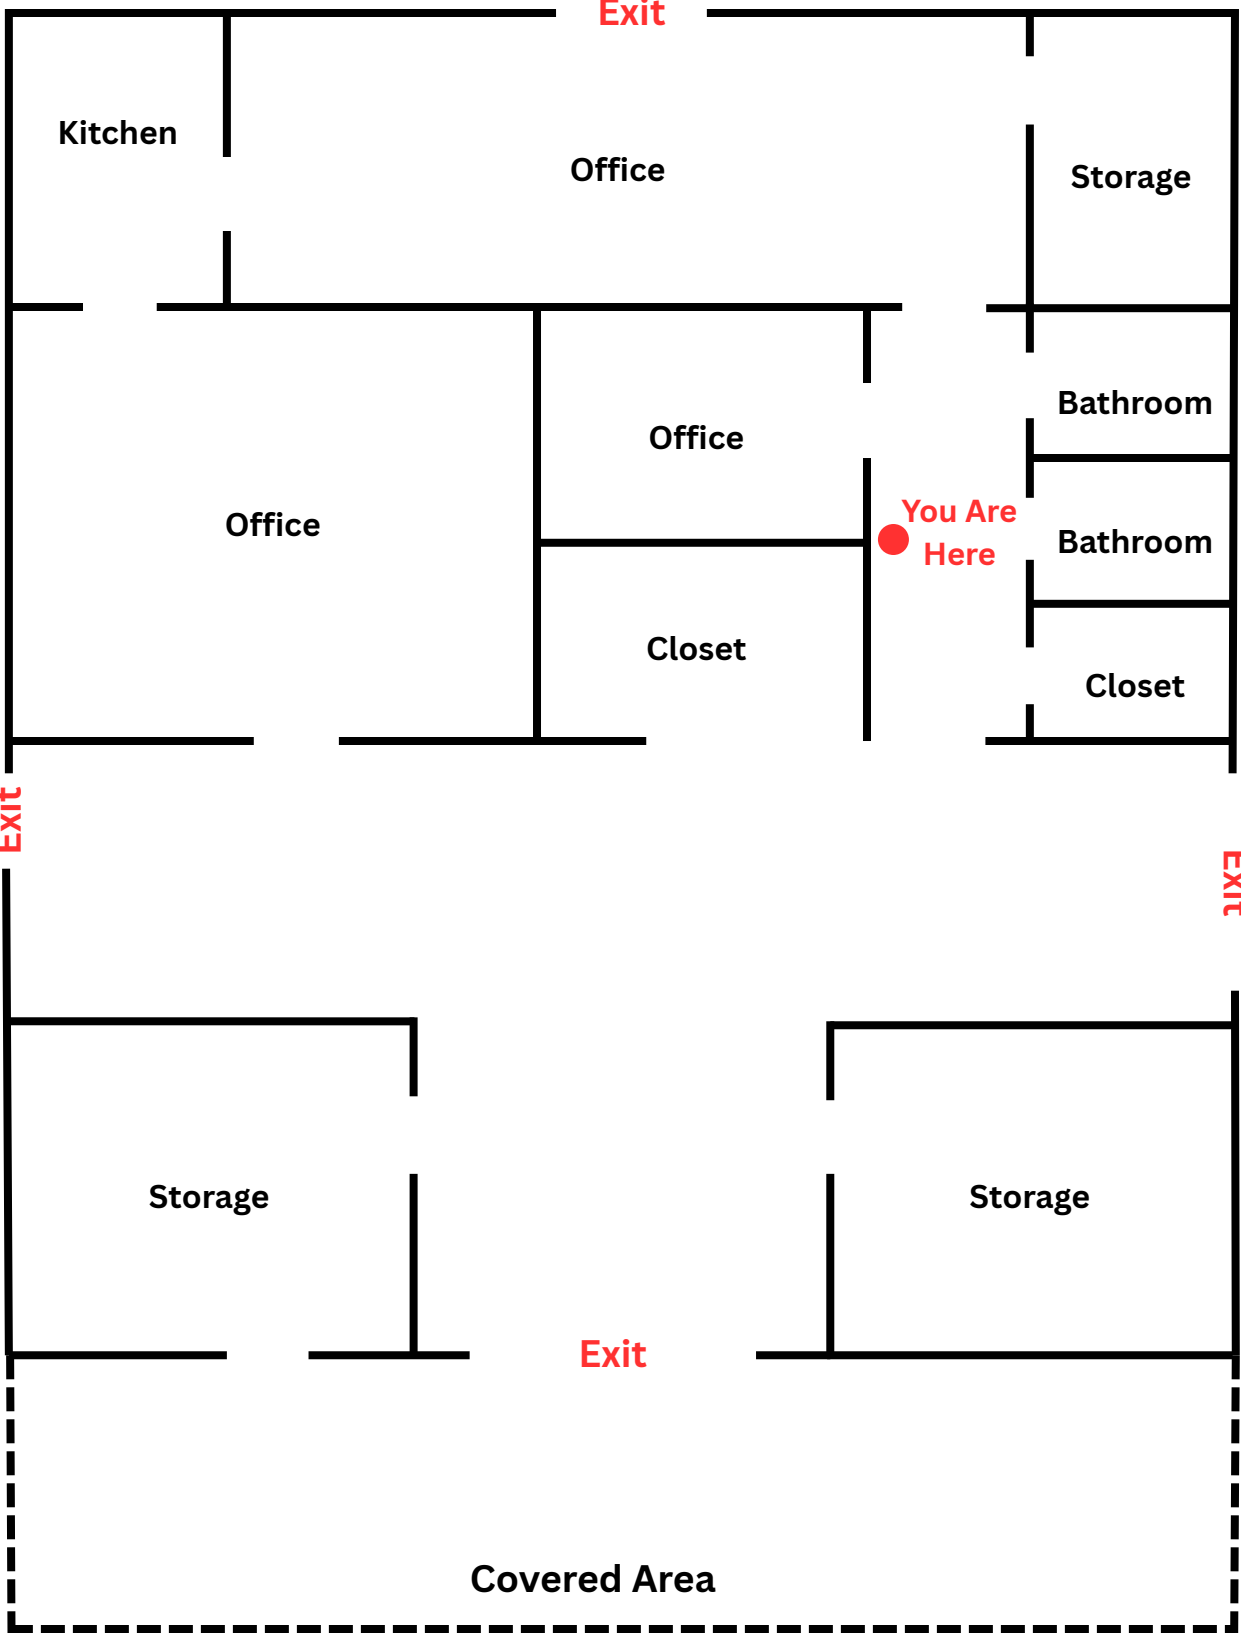 Exit
Kitchen
Office
Storage
Bathroom
Office
You Are
Here
Office
Bathroom
Closet
Closet
Exit
Exit
Storage
Storage
Exit
Covered Area